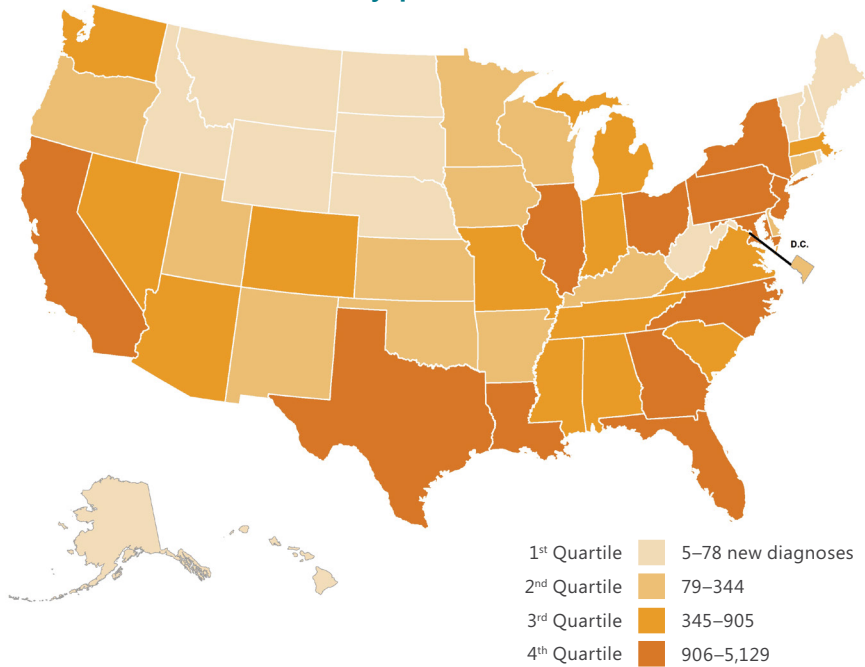 D.C.
1st Quartile 5–78 new diagnoses
2nd Quartile 79–344
3rd Quartile 345–905
4th Quartile 906–5,129